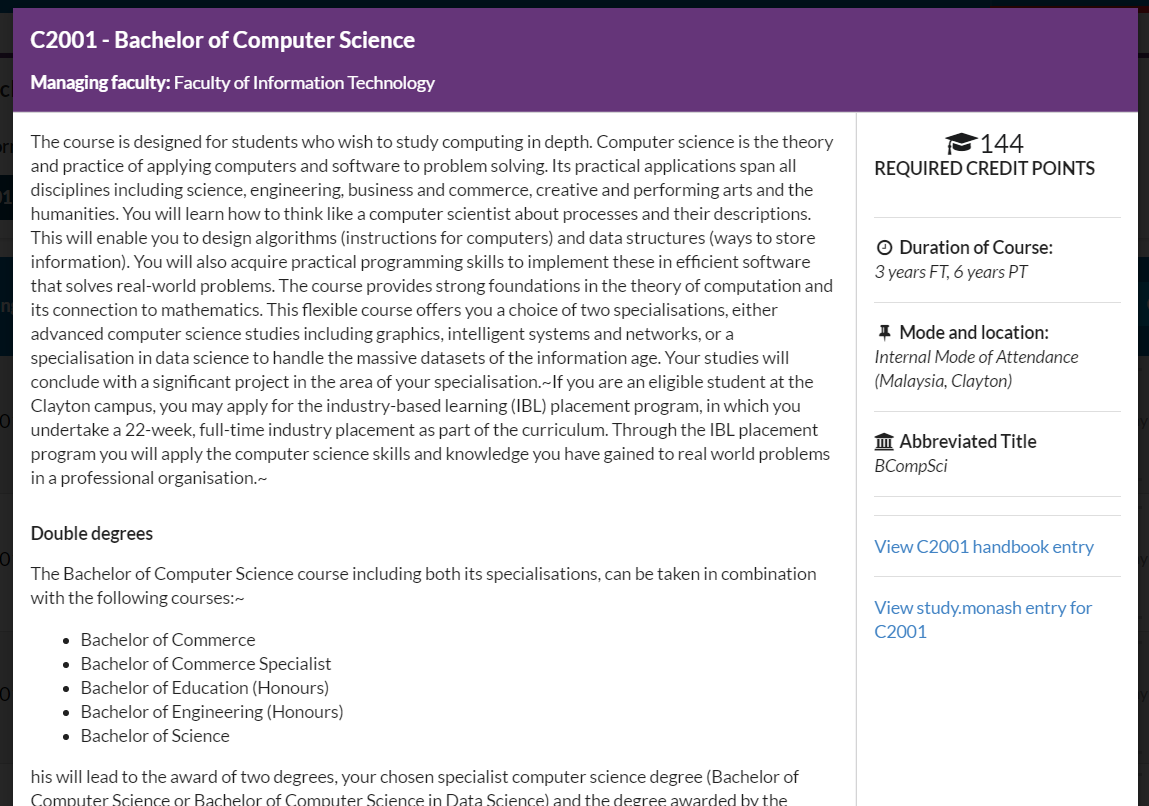 C2001 - Bachelor of Computer Science
Managing faculty: Faculty of Information Technology
The course is designed for students who wish to study computing in depth. Computer science is the theory
and practice of applying computers and software to problem solving. Its practical applications span all
disciplines including science, engineering, business and commerce, creative and performing arts and the
humanities. You will learn how to think like a computer scientist about processes and their descriptions.
This will enable you to design algorithms (instructions for computers) and data structures (ways to store
information). You will also acquire practical programming skills to implement these in efficient software
that solves real-world problems. The course provides strong foundations in the theory of computation and
its connection to mathematics. This flexible course offers you a choice of two specialisations, either
advanced computer science studies including graphics, intelligent systems and networks, or a
specialisation in data science to handle the massive datasets of the information age. Your studies will
conclude with a significant project in the area of your specialisation.~If you are an eligible student at the
Clayton campus, you may apply for the industry-based learning (IBL) placement program, in which you
undertake a 22-week, full-time industry placement as part of the curriculum. Through the IBL placement
program you will apply the computer science skills and knowledge you have gained to real world problems
in a professional organisation.~
Double degrees
The Bachelor of Computer Science course including both its specialisations, can be taken in combination
with the following courses:~
• Bachelor of Commerce
• Bachelor of Commerce Specialist
• Bachelor of Education (Honours)
• Bachelor of Engineering (Honours)
• Bachelor of Science
his will lead to the award of two degrees, your chosen specialist computer science degree (Bachelor of
Computer Science or Bachelor of Computer Science in Data Science) and the degree awarded by the
144
REQUIRED CREDIT POINTS
Duration of Course:
3 years FT, 6 years PT
Mode and location:
Internal Mode of Attendance
(Malaysia, Clayton)
Abbreviated Title
BCompSci
View C2001 handbook entry
View study.monash entry for
C2001